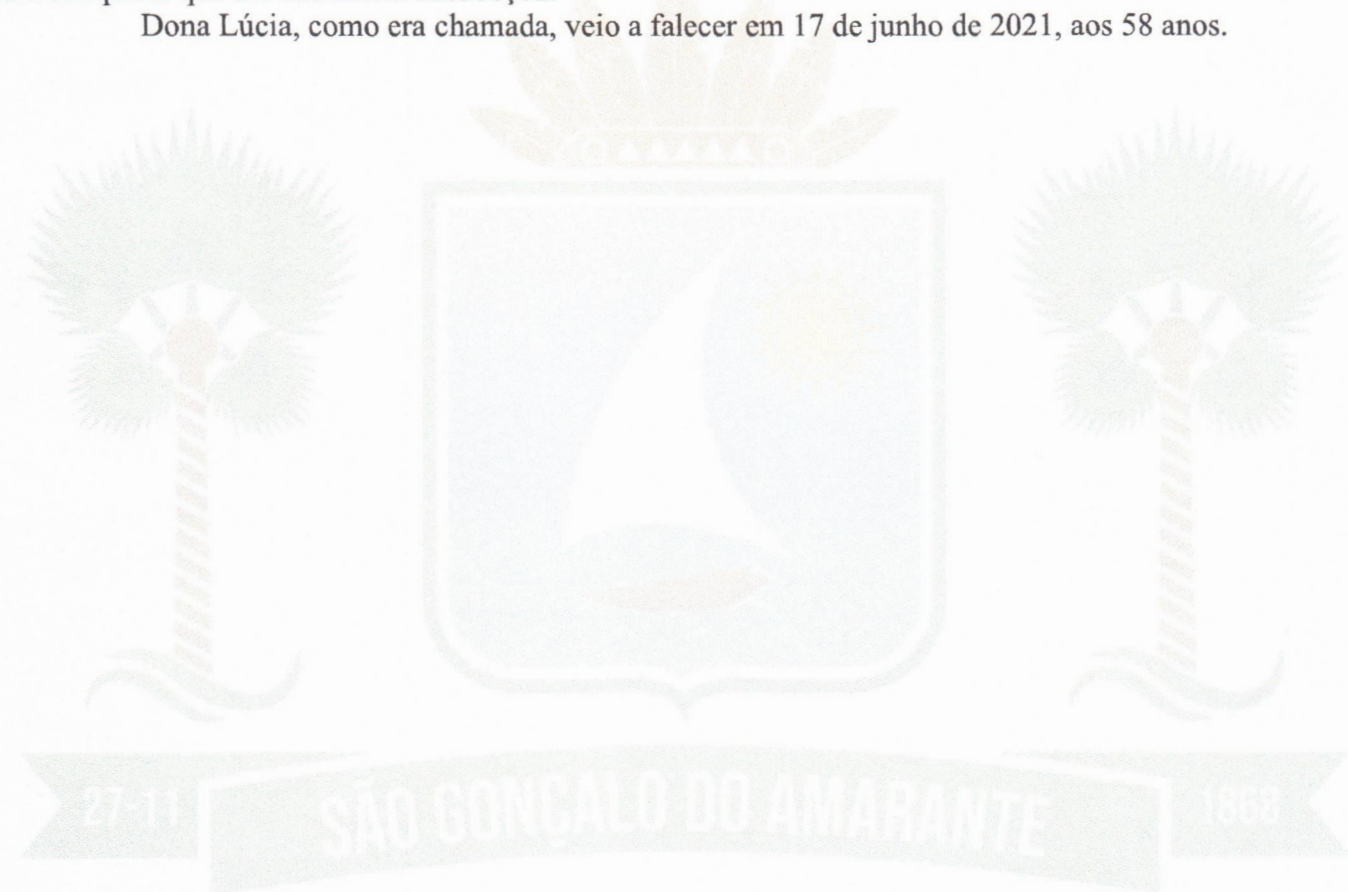 Dona Lúcia, como era chamada, veio a falecer em 17 de junho de 2021, aos 58 anos.
27-11
SÃO GONÇALO DO AMARANTE
1868